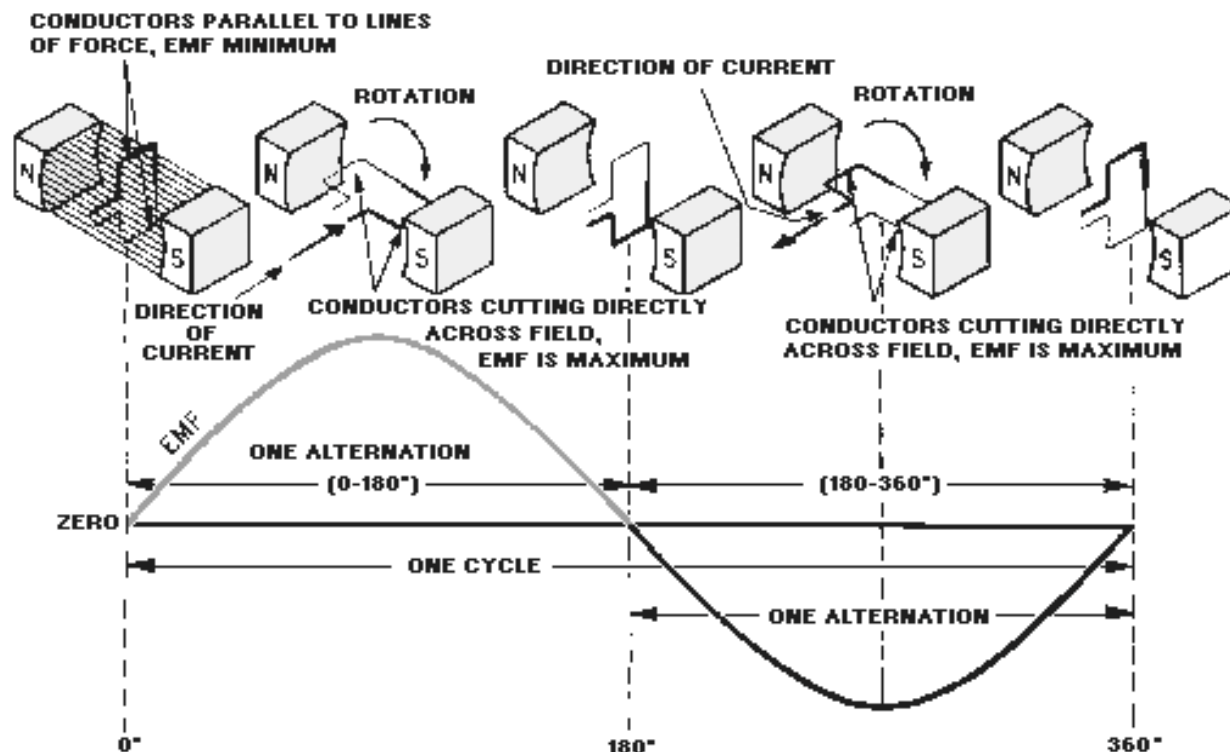 CONDUCTORS PARALLEL TO LINES
OF FORCE, EMF MINIMUM
DIRECTION OF CURRENT
ROTATION
ROTATION
N
S
N
S
N
S
N
S
N
S
DIRECTION
OF
CURRENT
CONDUCTORS CUTTING DIRECTLY
ACROSS FIELD,
EMF IS MAXIMUM
CONDUCTORS CUTTING DIRECTLY
ACROSS FIELD, EMF IS MAXIMUM
EMF
ONE ALTERNATION
(0-180°)
(180-360°)
ZERO
ONE CYCLE
ONE ALTERNATION
0°
180°
360°